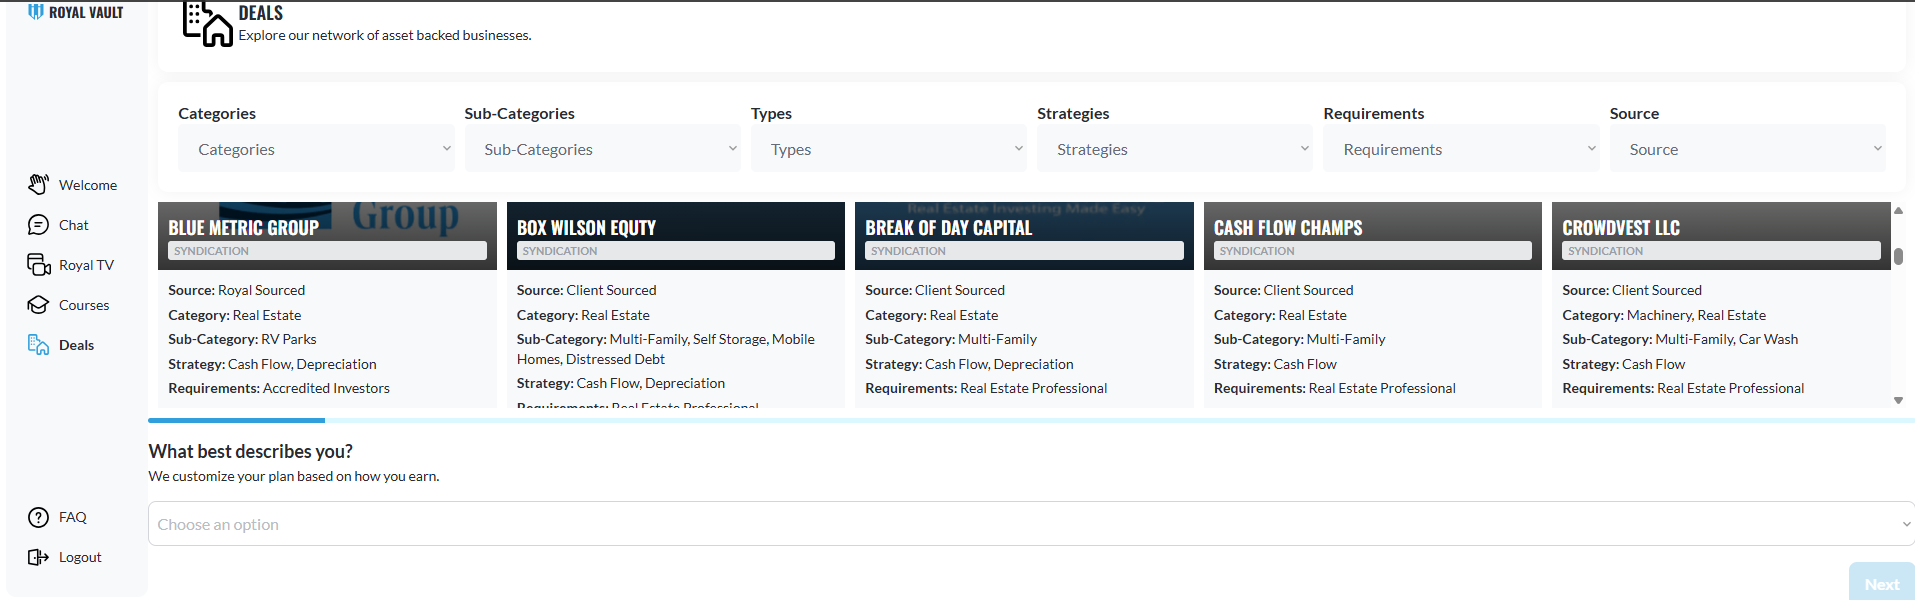 ROYAL VAULT
DEALS
Explore our network of asset backed businesses.
Categories
Sub-Categories
Types
Strategies
Requirements
Source
Categories
Sub-Categories
Types
Strategies
Requirements
Source
Welcome
Chat
Royal TV
Courses
Deals
FAQ
Logout
Group
BLUE METRIC GROUP
SYNDICATION
Source: Royal Sourced
Category: Real Estate
Sub-Category: RV Parks
Strategy: Cash Flow, Depreciation
Requirements: Accredited Investors
BOX WILSON EQUTY
SYNDICATION
Source: Client Sourced
Category: Real Estate
Sub-Category: Multi-Family, Self Storage, Mobile
Homes, Distressed Debt
Strategy: Cash Flow, Depreciation
Requirements: Real Estate Professional
Real Estate Investing Made Easy
BREAK OF DAY CAPITAL
SYNDICATION
Source: Client Sourced
Category: Real Estate
Sub-Category: Multi-Family
Strategy: Cash Flow, Depreciation
Requirements: Real Estate Professional
CASH FLOW CHAMPS
SYNDICATION
Source: Client Sourced
Category: Real Estate
Sub-Category: Multi-Family
Strategy: Cash Flow
Requirements: Real Estate Professional
CROWDVEST LLC
SYNDICATION
Source: Client Sourced
Category: Machinery, Real Estate
Sub-Category: Multi-Family, Car Wash
Strategy: Cash Flow
Requirements: Real Estate Professional
What best describes you?
We customize your plan based on how you earn.
Choose an option
Next